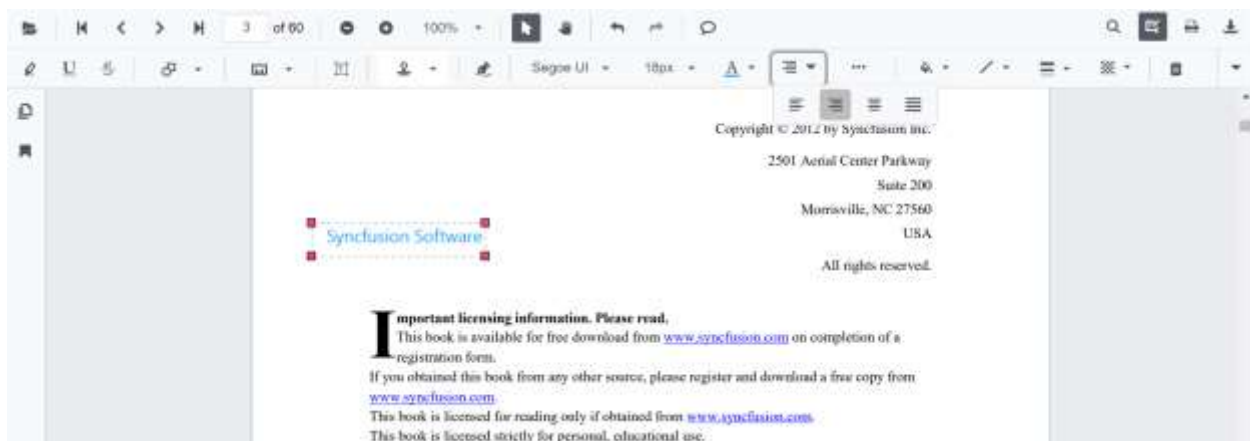 3 of 60 100%
Segoe UI 18px A
Copyright © 2012 by Syncfusion Inc.
2501 Aerial Center Parkway
Suite 200
Morrisville, NC 27560
USA
All rights reserved.
Syncfusion Software
Important licensing information. Please read.
This book is available for free download from www.syncfusion.com on completion of a
registration form.
If you obtained this book from any other source, please register and download a free copy from
www.syncfusion.com.
This book is licensed for reading only if obtained from www.syncfusion.com.
This book is licensed strictly for personal, educational use.